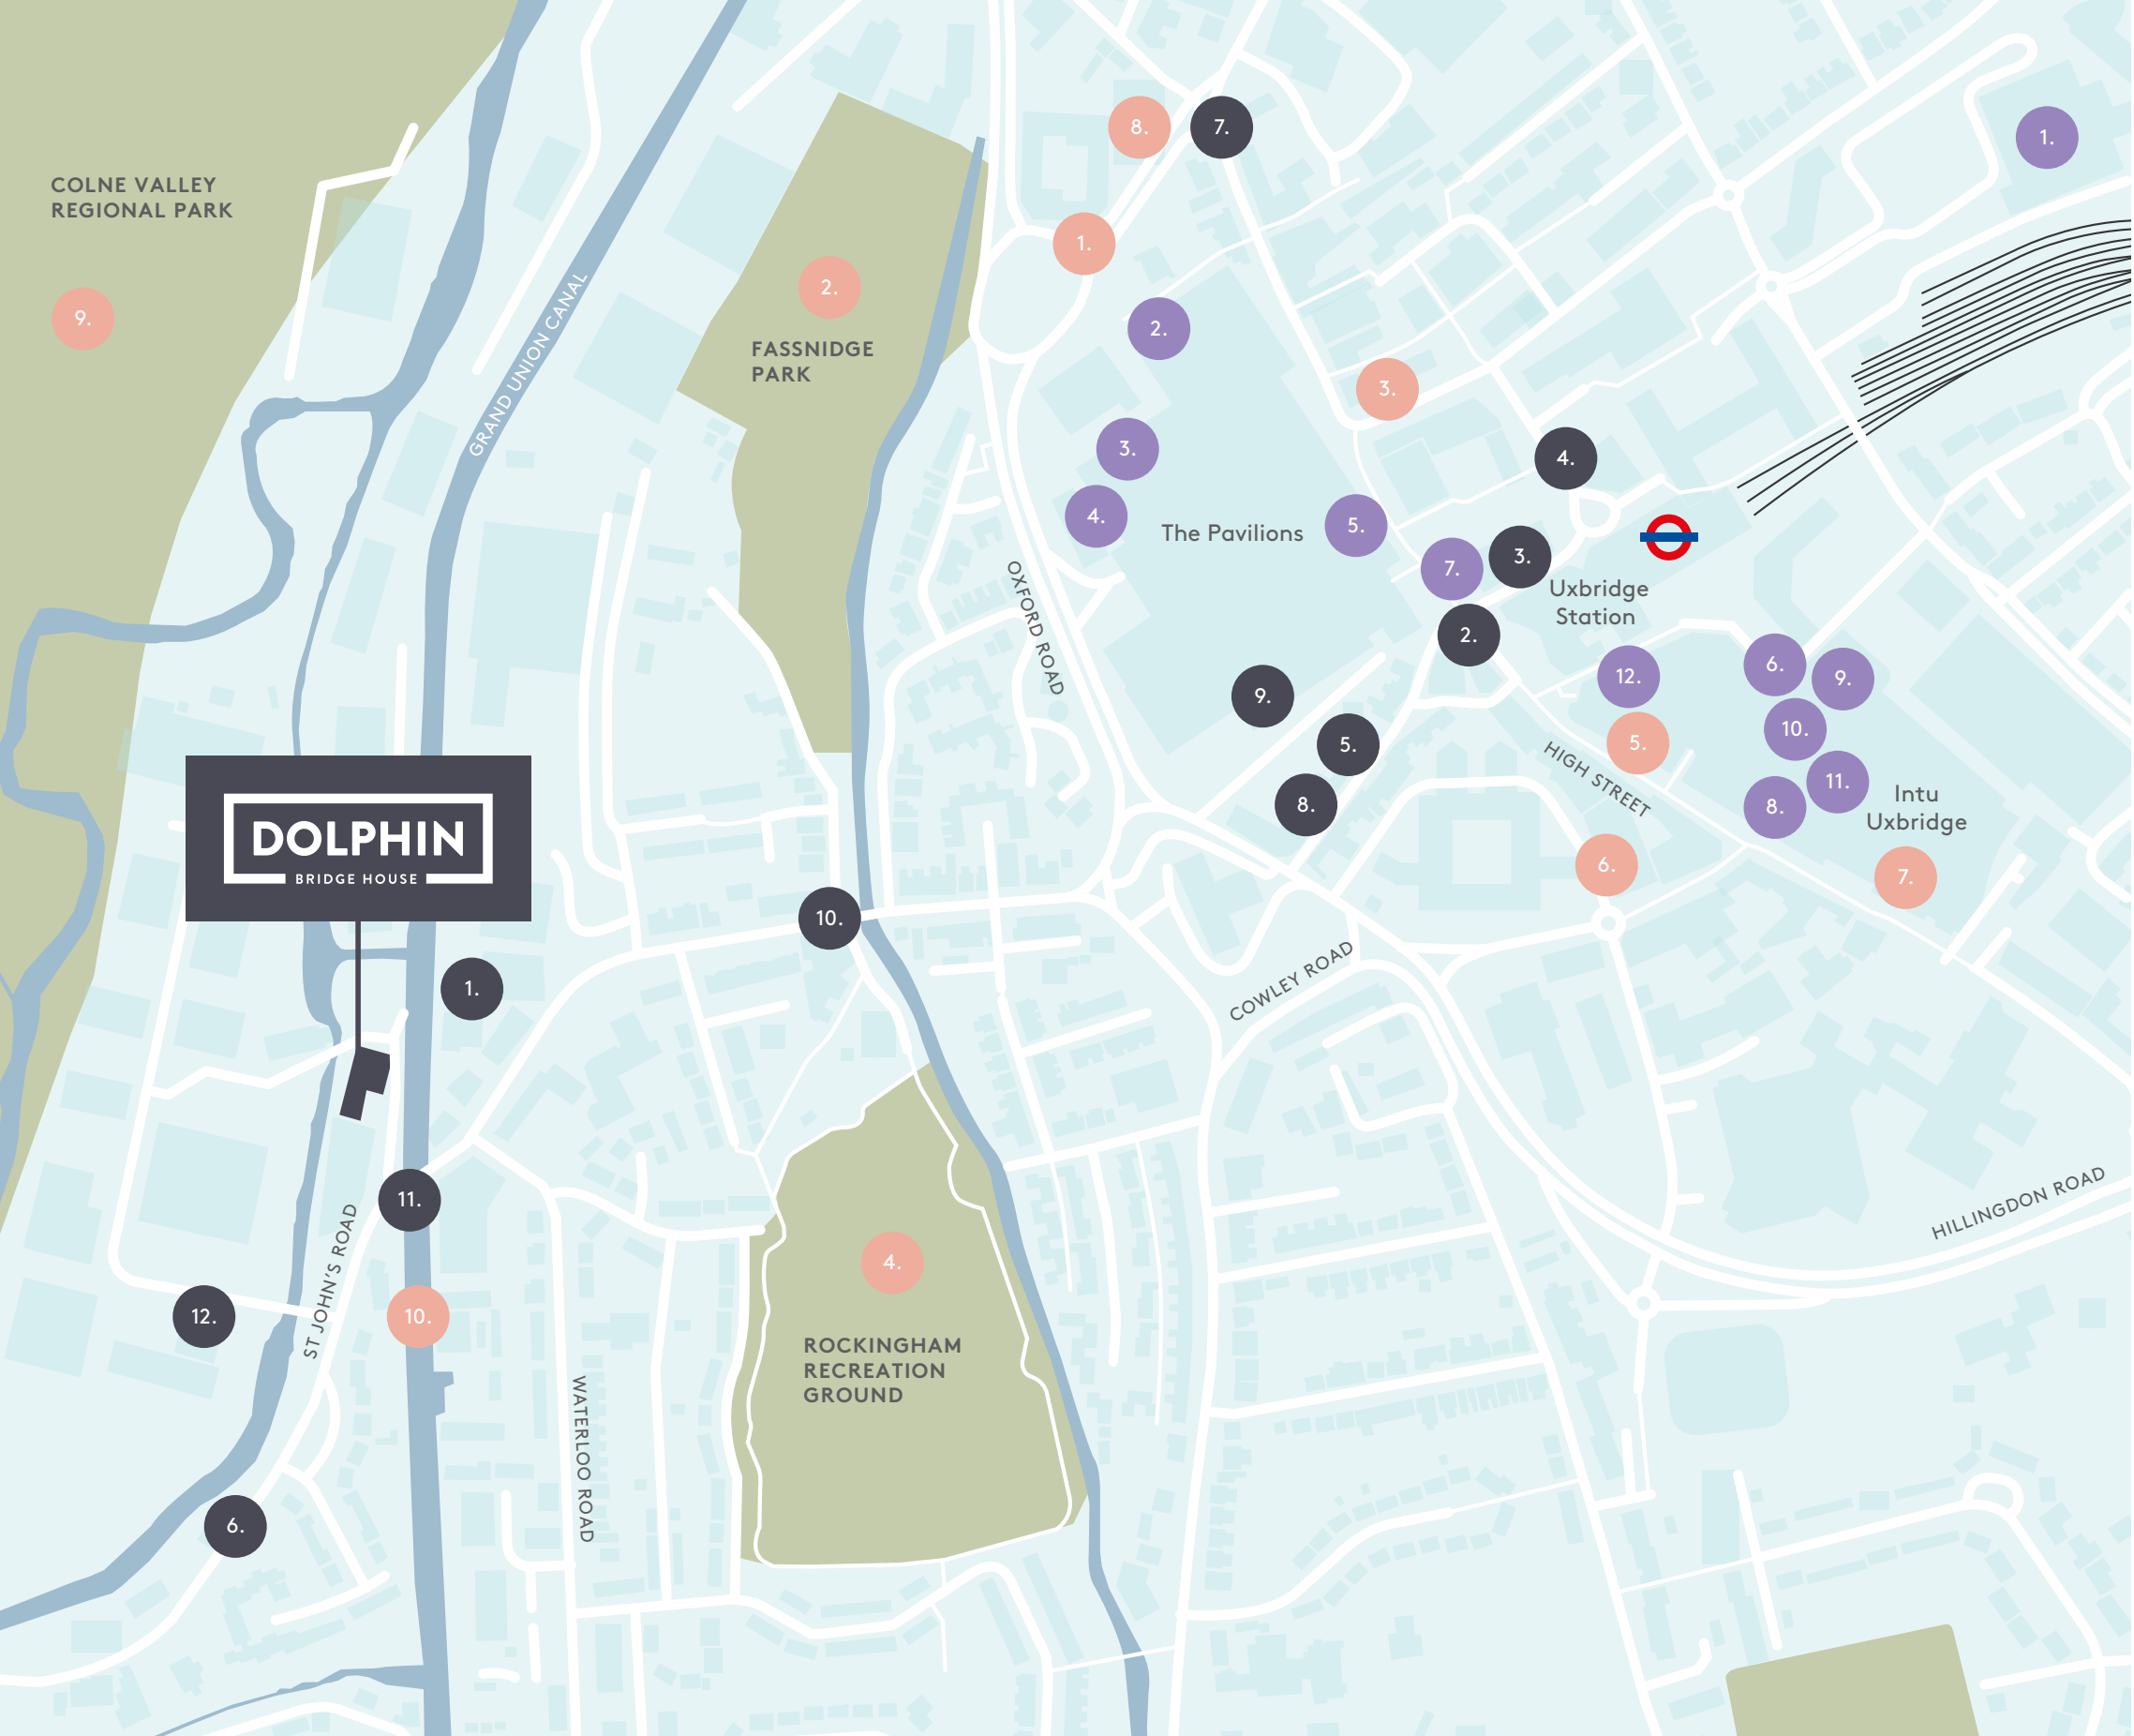 8.
7.
1.
COLNE VALLEY
REGIONAL PARK
1.
2.
9.
2.
FASSNIDGE
PARK
GRAND UNION CANAL
3.
3.
4.
4.
5.
The Pavilions
7.
3.
Uxbridge
Station
OXFORD ROAD
2.
12.
6.
9.
9.
10.
5.
5.
HIGH STREET
11.
8.
8.
Intu
Uxbridge
DOLPHIN
BRIDGE HOUSE
6.
7.
10.
1.
COWLEY ROAD
11.
HILLINGDON ROAD
4.
ST JOHN'S ROAD
12.
10.
ROCKINGHAM
RECREATION
GROUND
WATERLOO ROAD
6.